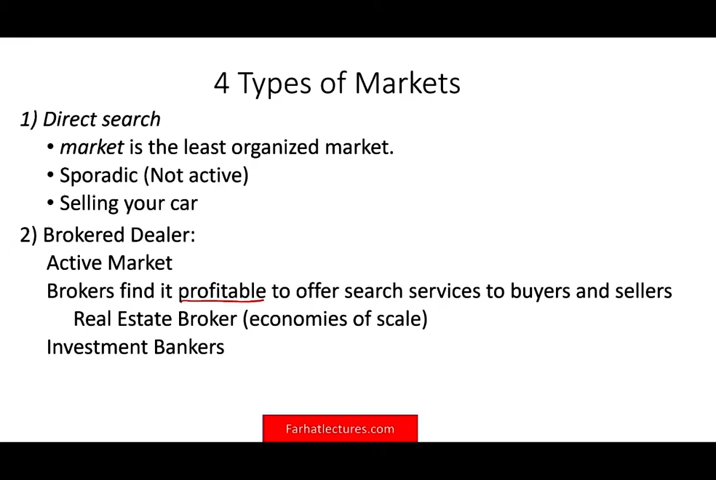 4 Types of Markets
1) Direct search
• market is the least organized market.
• Sporadic (Not active)
• Selling your car
2) Brokered Dealer:
Active Market
Brokers find it profitable to offer search services to buyers and sellers
Real Estate Broker (economies of scale)
Investment Bankers
Farhatlectures.com